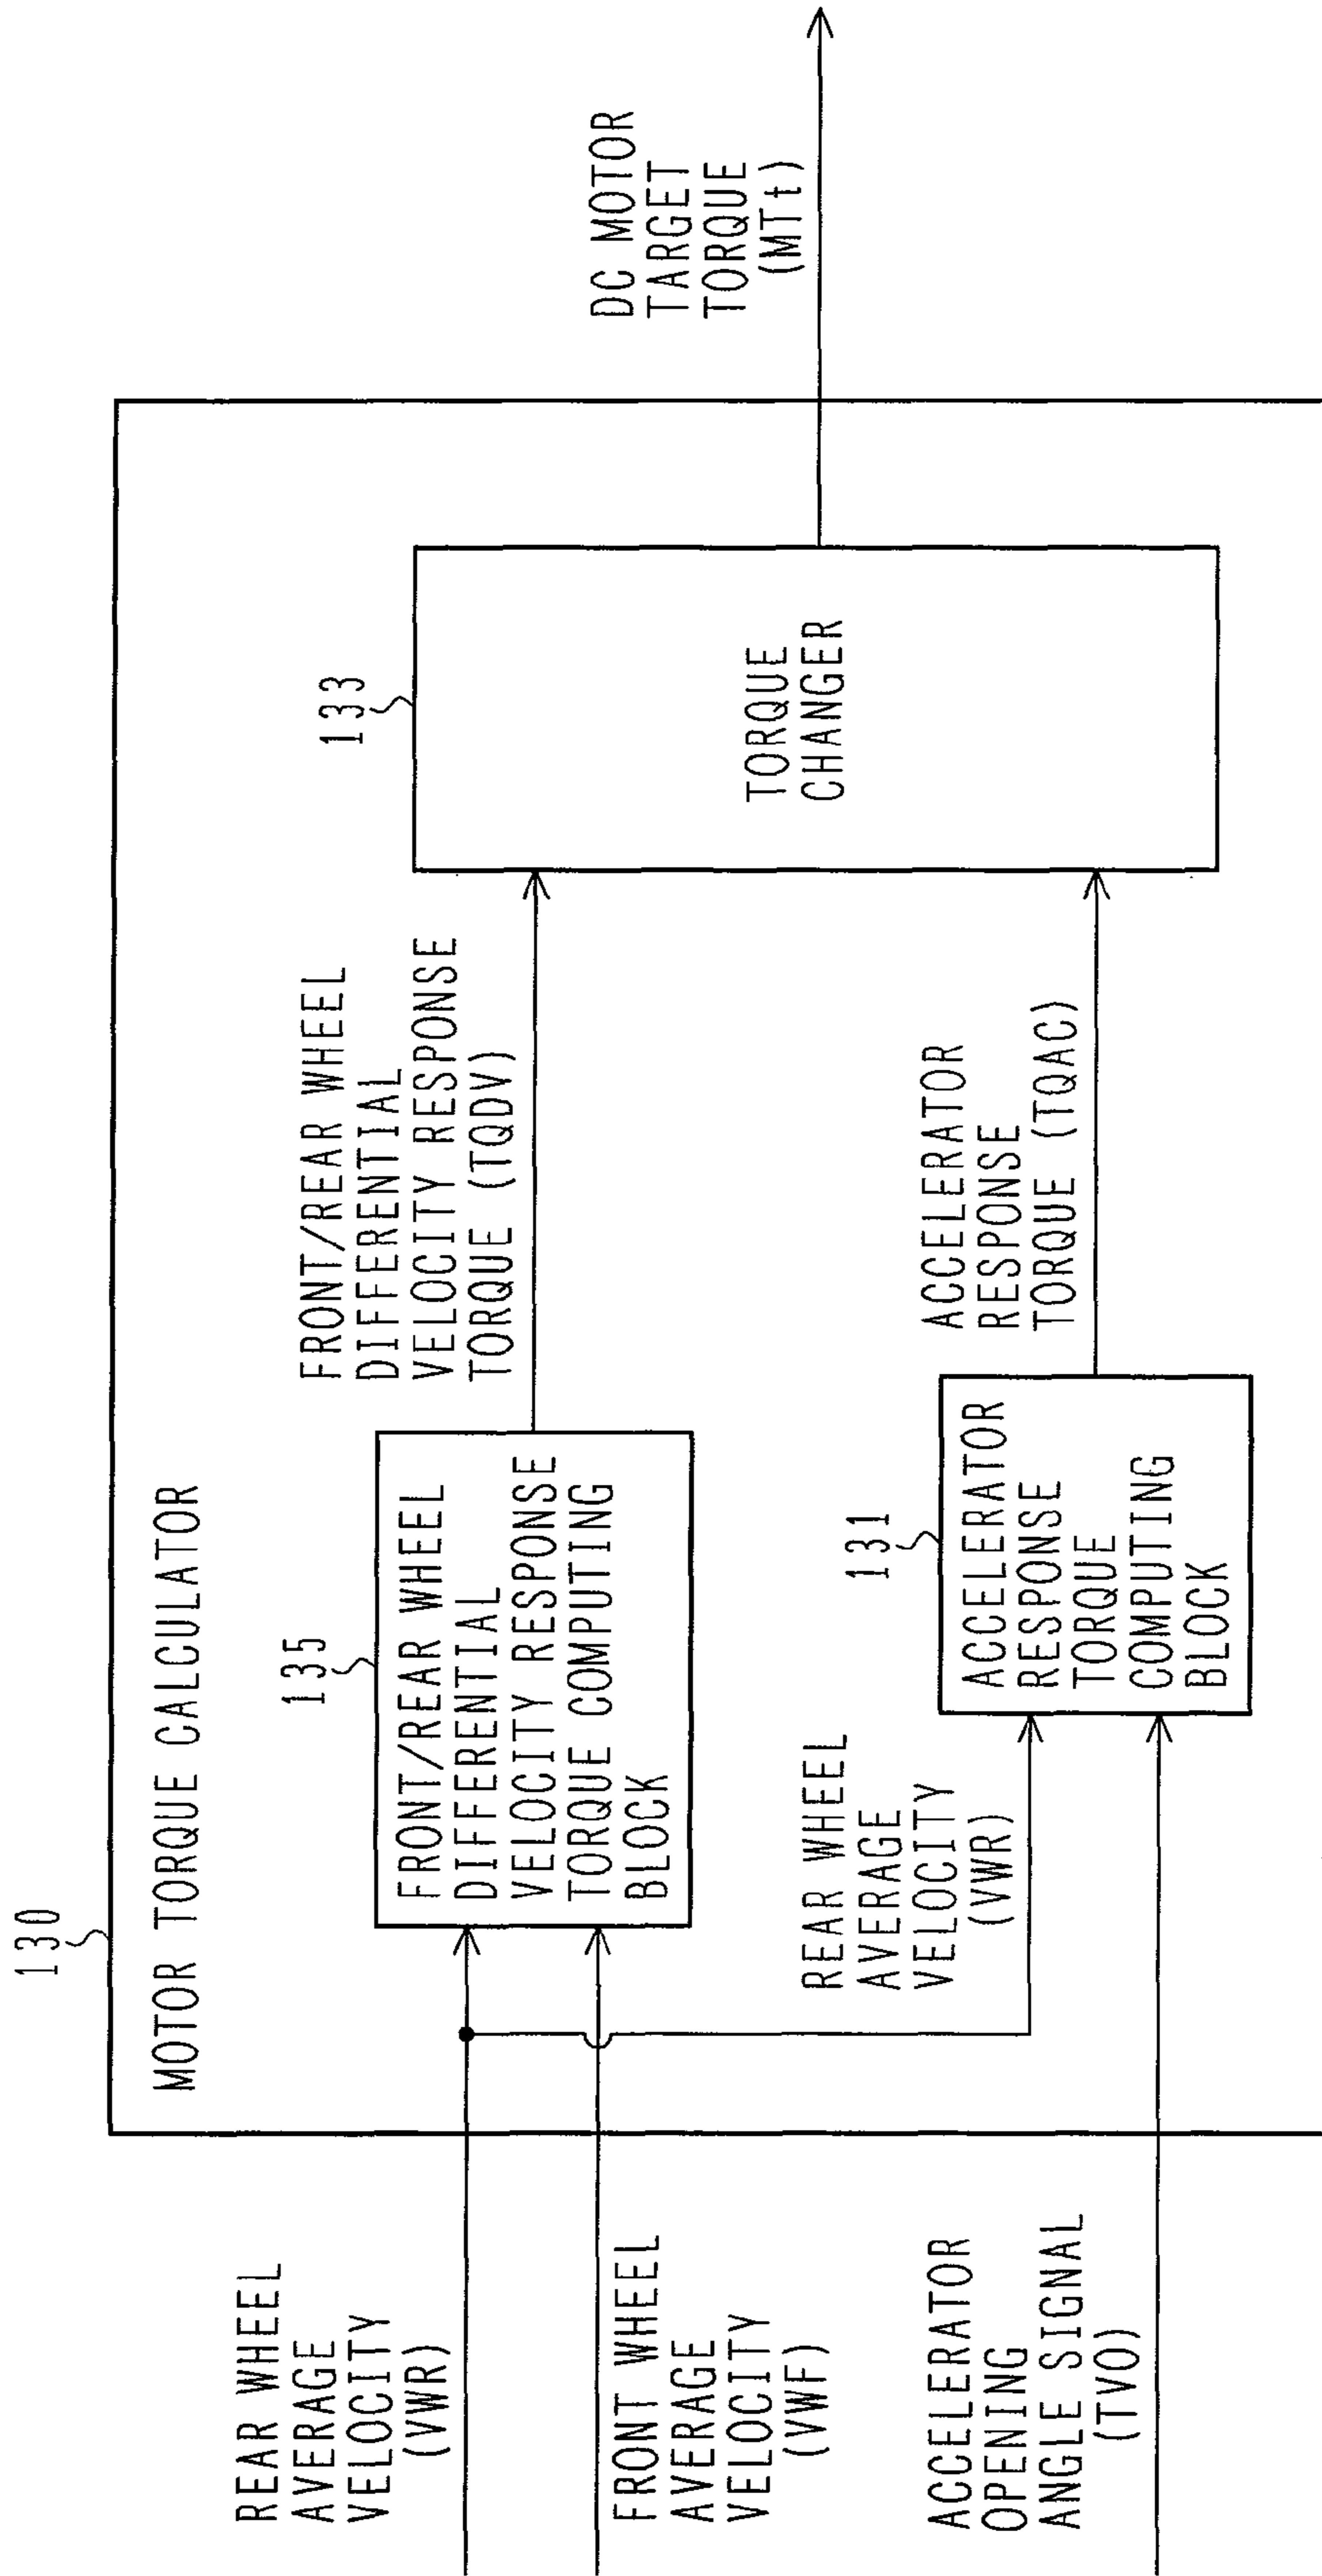 130
MOTOR TORQUE CALCULATOR
REAR WHEEL
AVERAGE
VELOCITY
(VWR)
FRONT WHEEL
AVERAGE
VELOCITY
(VWF)
ACCELERATOR
OPENING
ANGLE SIGNAL
(TVO)
135
FRONT/REAR WHEEL
DIFFERENTIAL
VELOCITY RESPONSE
TORQUE COMPUTING
BLOCK
REAR WHEEL
AVERAGE
VELOCITY
(VWR)
131
ACCELERATOR
RESPONSE
TORQUE
COMPUTING
BLOCK
FRONT/REAR WHEEL
DIFFERENTIAL
VELOCITY RESPONSE
TORQUE (TQDV)
ACCELERATOR
RESPONSE
TORQUE (TQAC)
133
TORQUE
CHANGER
DC MOTOR
TARGET
TORQUE
(MTt)